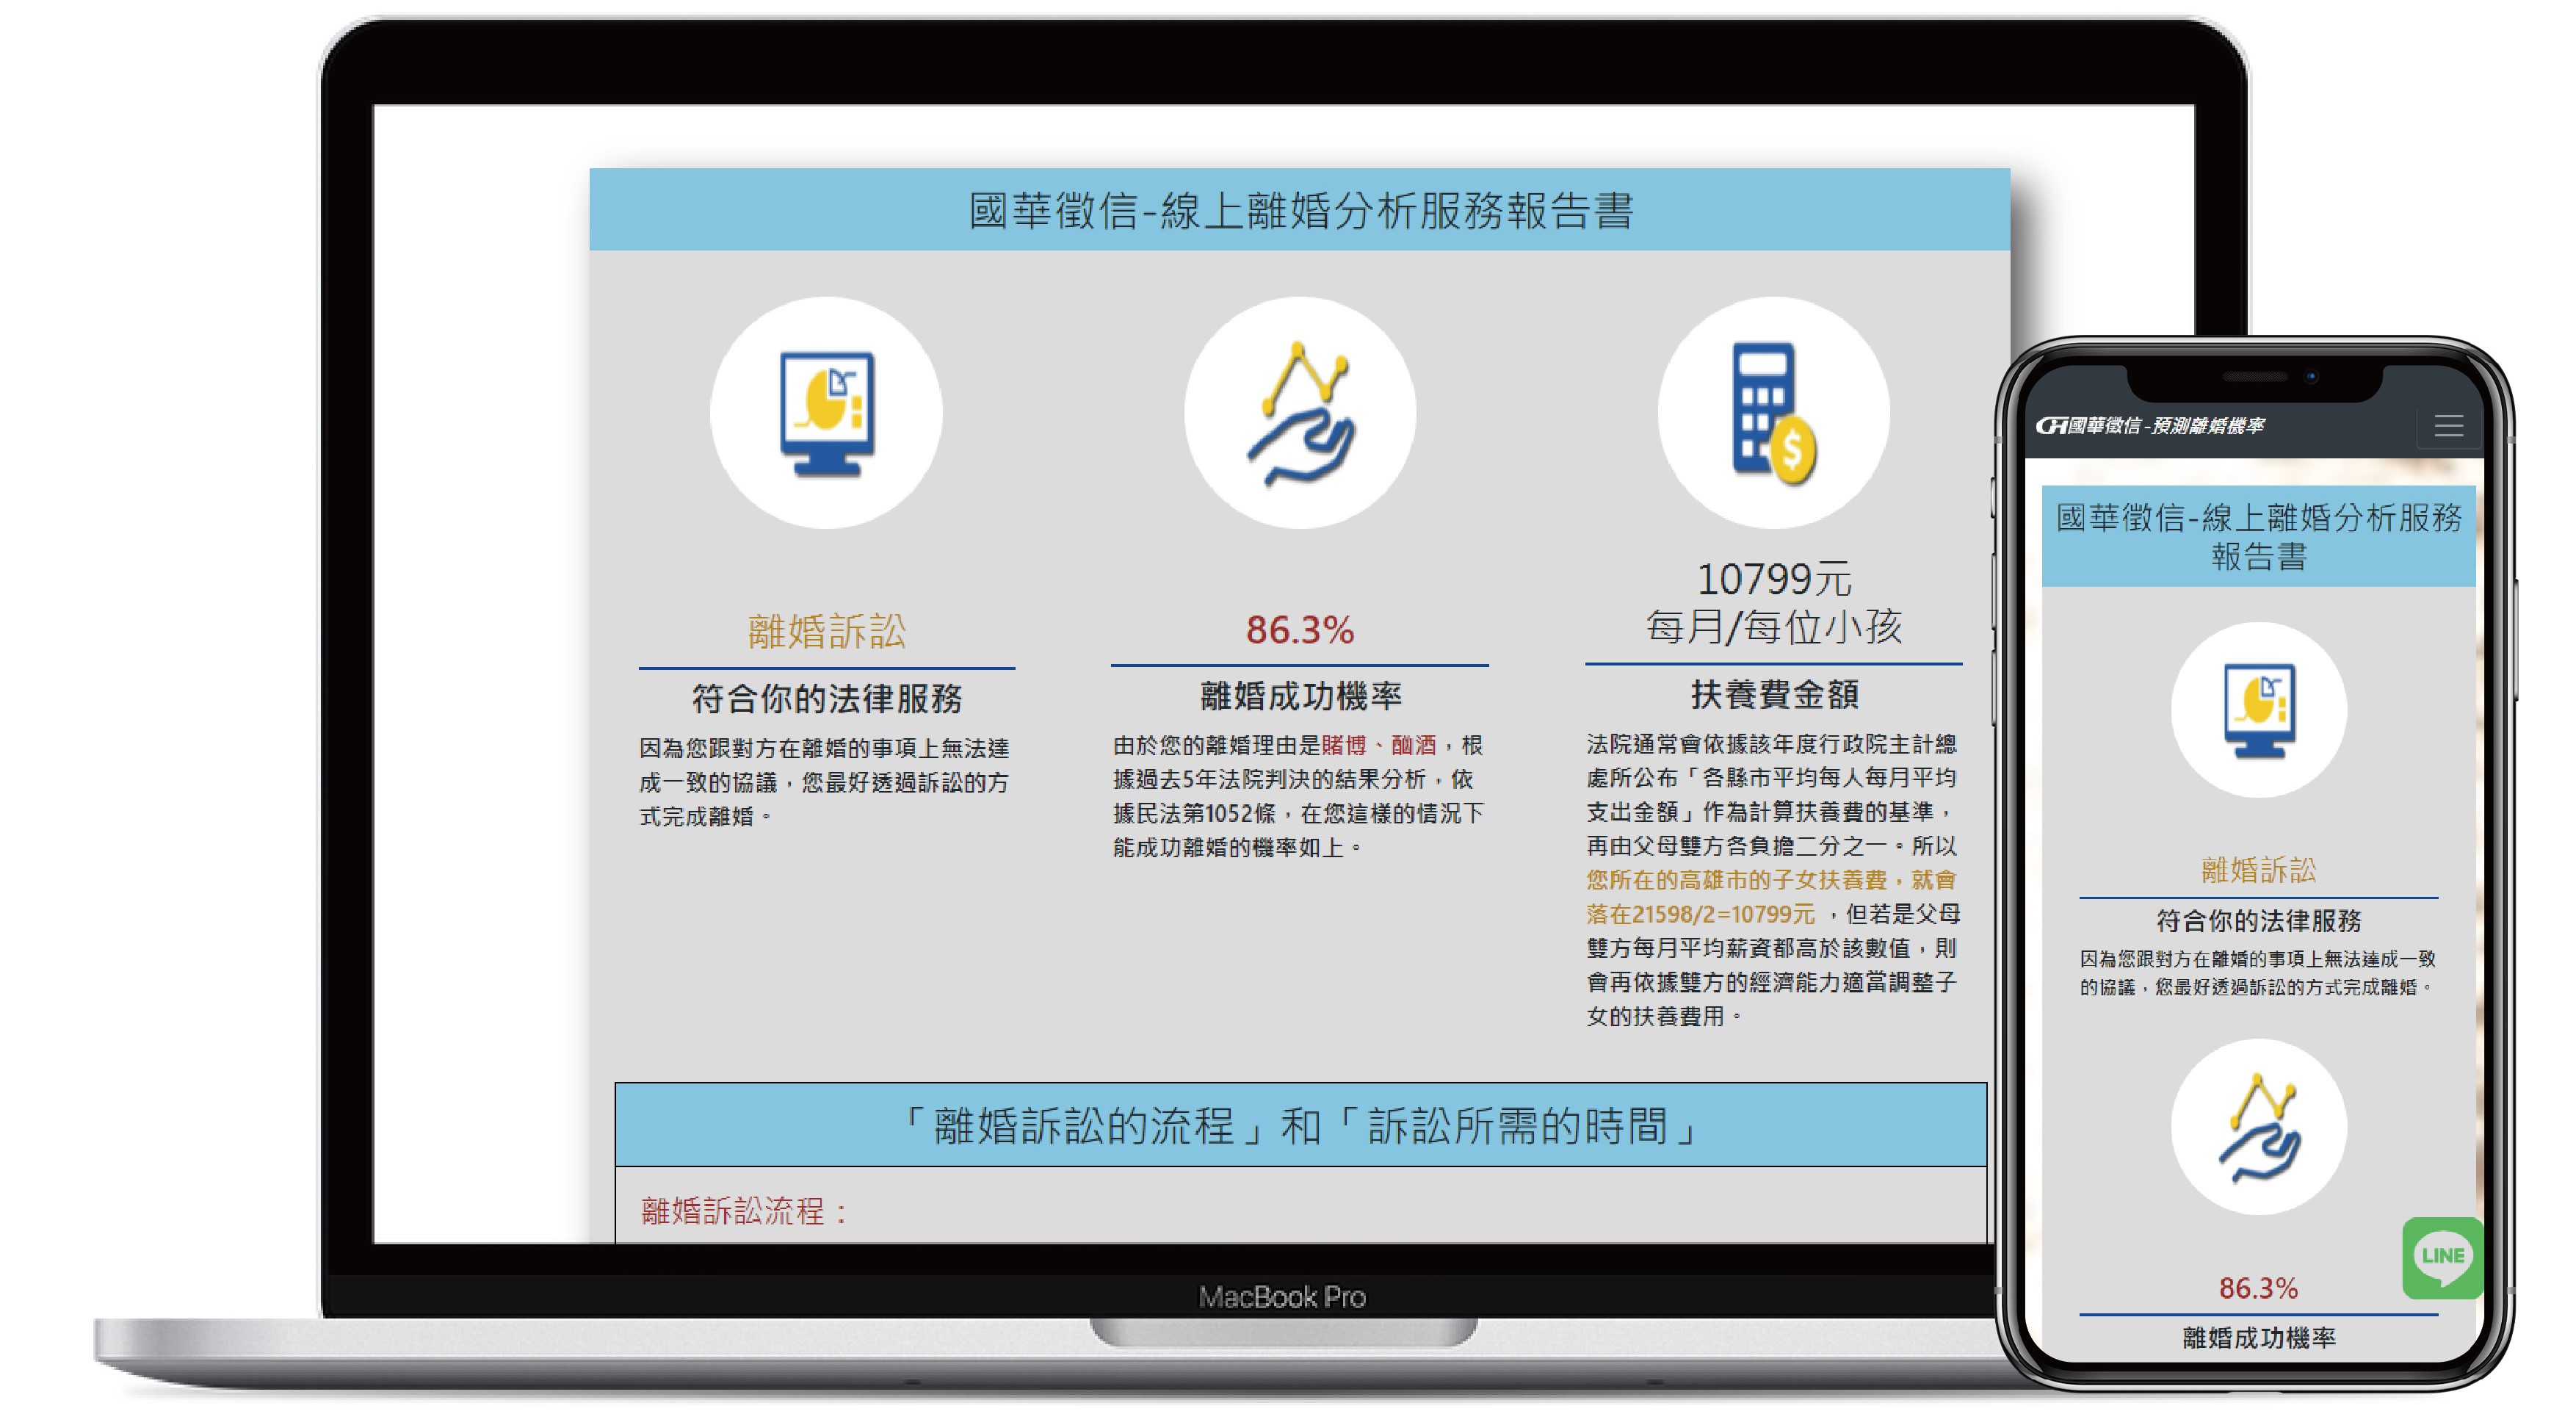 國華徵信-線上離婚分析服務報告書
離婚訴訟
符合你的法律服務
因為您跟對方在離婚的事項上無法達
成一致的協議，您最好透過訴訟的方
式完成離婚。
86.3%
離婚成功機率
由於您的離婚理由是賭博、酗酒，根
據過去5年法院判決的結果分析，依
據民法第1052條，在您這樣的情況下
能成功離婚的機率如上。
$
10799元
每月/每位小孩
扶養費金額
法院通常會依據該年度行政院主計總
處所公布「各縣市平均每人每月平均
支出金額」作為計算扶養費的基準，
再由父母雙方各負擔二分之一。所以
您所在的高雄市的子女扶養費，就會
落在21598/2=10799元 ，但若是父母
雙方每月平均薪資都高於該數值，則
會再依據雙方的經濟能力適當調整子
女的扶養費用。
「離婚訴訟的流程」和「訴訟所需的時間」
離婚訴訟流程：
MacBook Pro
GH國華徵信-預測離婚機率
國華徵信-線上離婚分析服務
報告書
離婚訴訟
符合你的法律服務
因為您跟對方在離婚的事項上無法達成一致
的協議，您最好透過訴訟的方式完成離婚。
LINE
86.3%
離婚成功機率